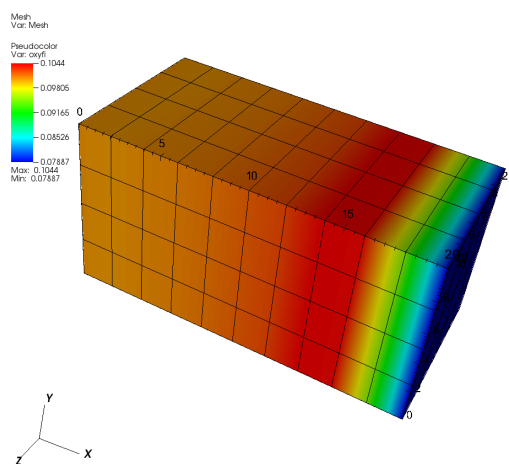 Mesh
Var: Mesh
Pseudocolor
Var: oxyfi
0.1044
0.09805
0.09165
0.08526
0.07887
Max: 0.1044
Min: 0.07887
0
5
10
15
20
2
2
0
Y
X
Z